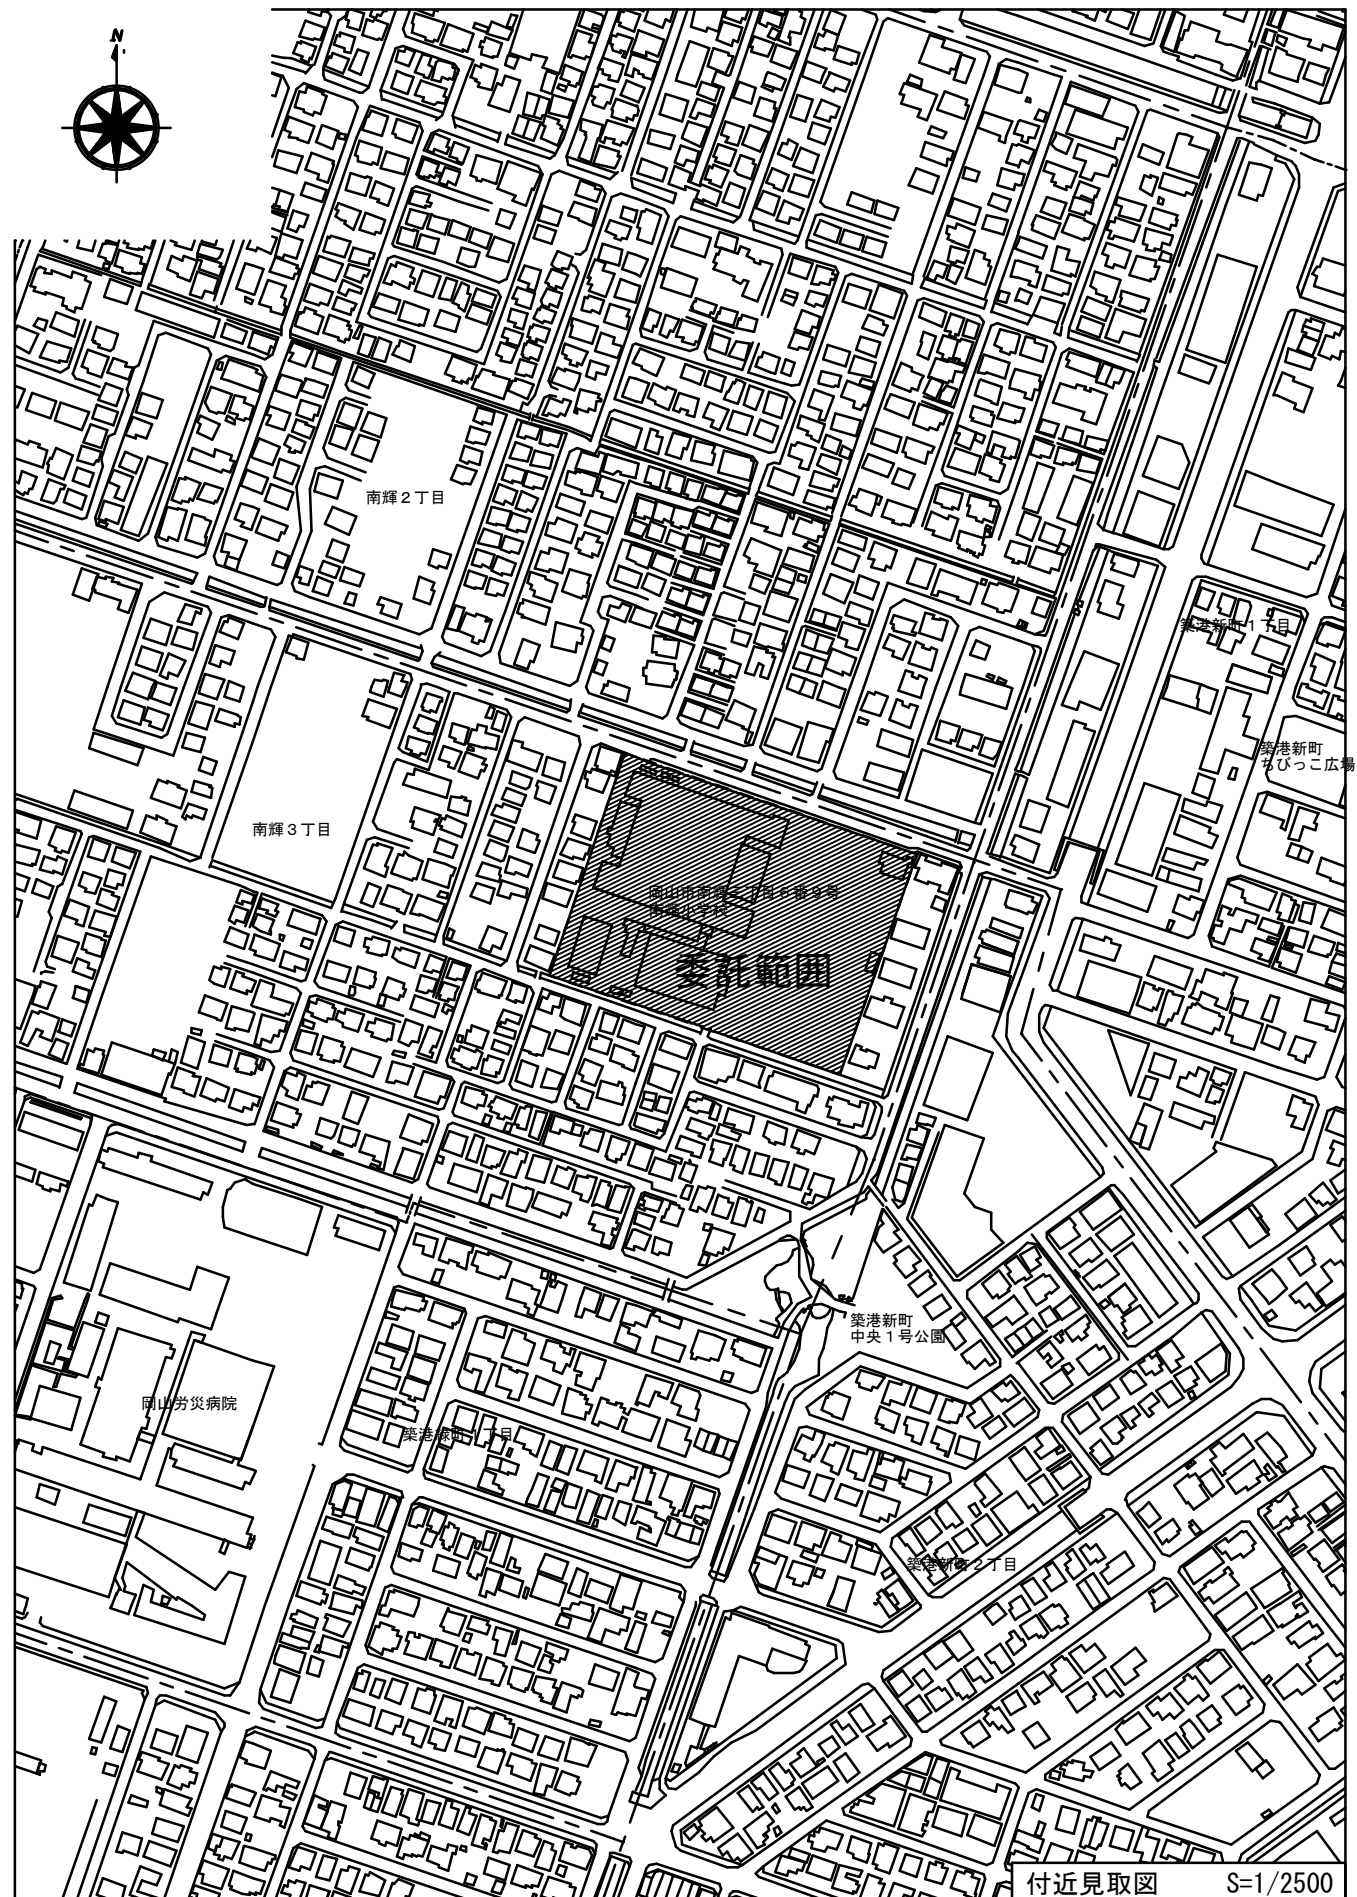 N
南輝２丁目
築港新町１丁目
築港新町
ちびっこ広場
南輝３丁目
岡山市南輝３丁目６番９号
南輝小学校
委託範囲
築港新町
中央１号公園
岡山労災病院
築港緑町１丁目
築港新町２丁目
付近見取図 S=1/2500